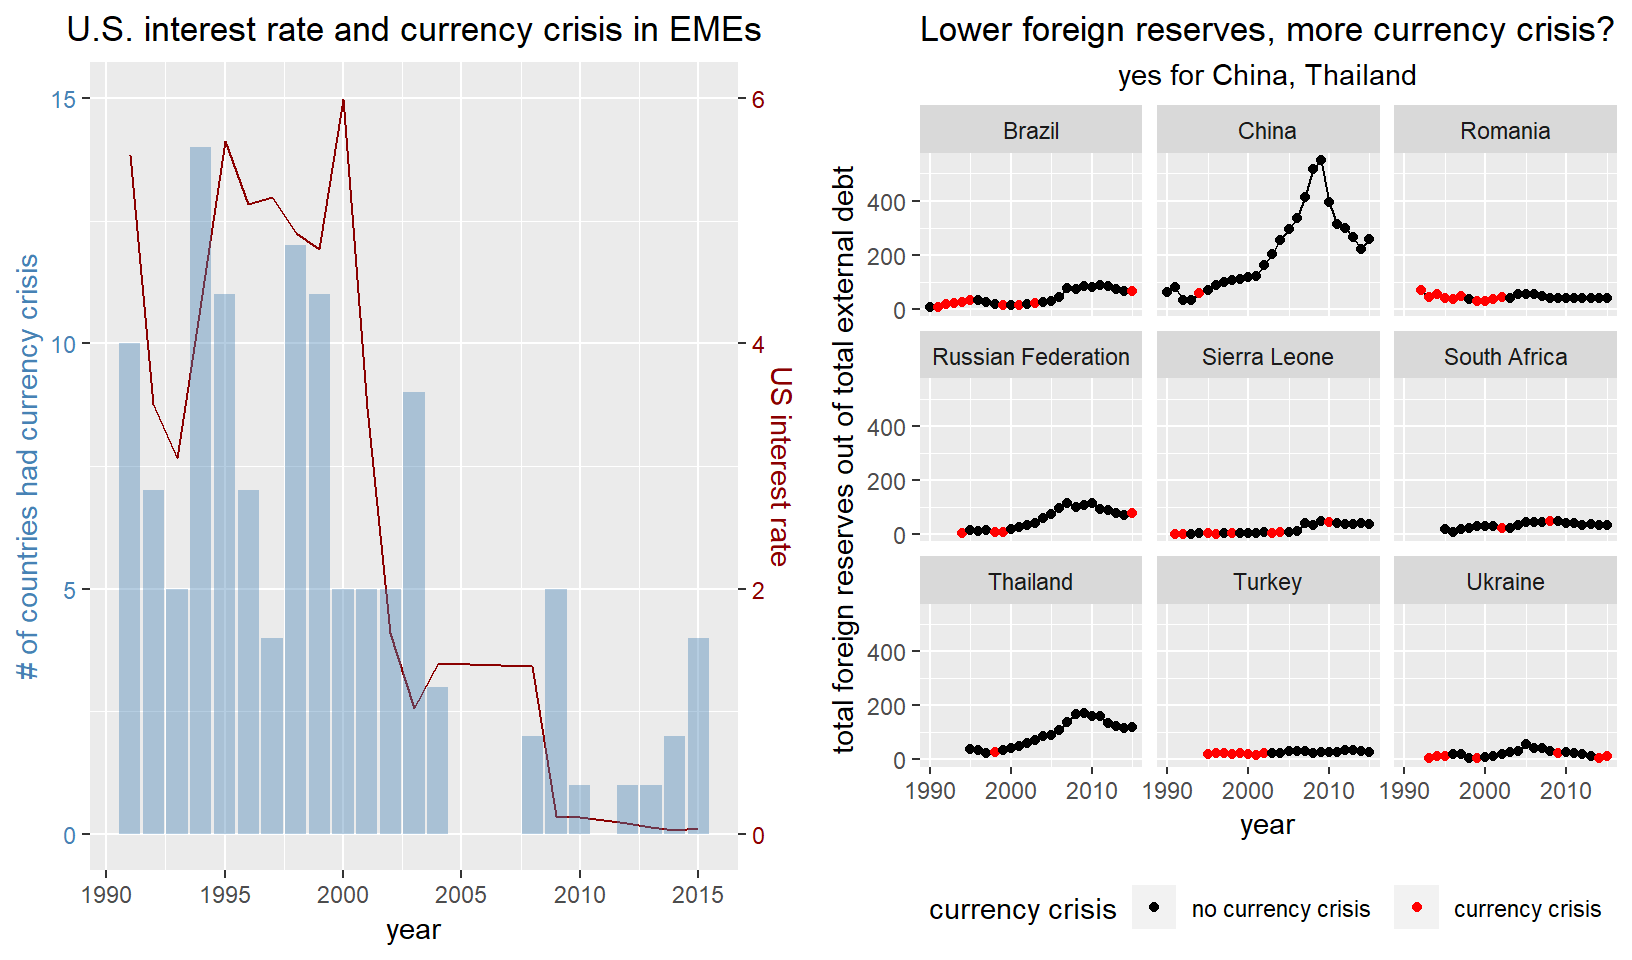 U.S. interest rate and currency crisis in EMEs
# of countries had currency crisis
15
10
5
0
6
4
2
0
US interest rate
1990
1995
2000
2005
2010
2015
year
Lower foreign reserves, more currency crisis?
yes for China, Thailand
total foreign reserves out of total external debt
Brazil
China
Romania
400
200
0
Russian Federation
Sierra Leone
South Africa
400
200
0
Thailand
Turkey
Ukraine
400
200
0
1990
2000
2010
1990
2000
2010
1990
2000
2010
year
currency crisis
no currency crisis
currency crisis